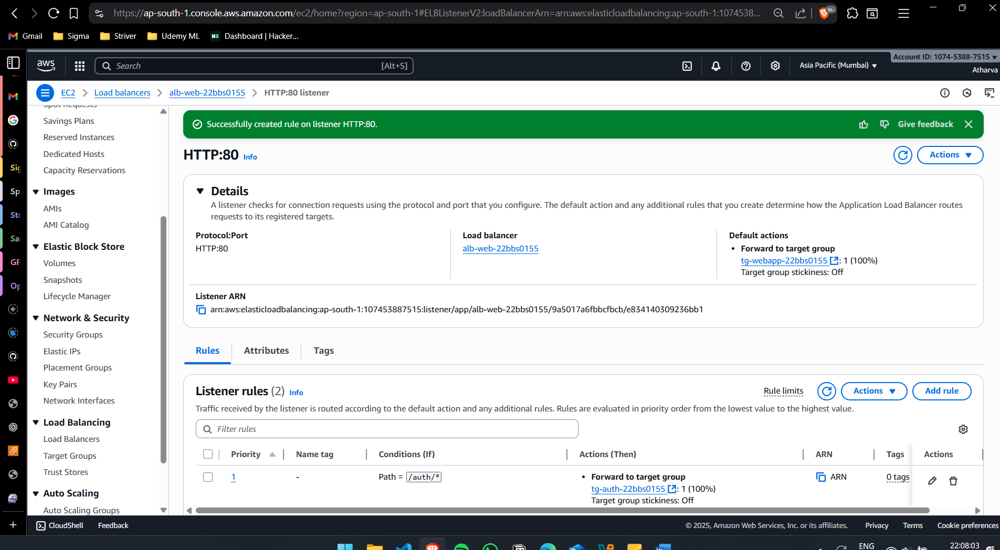 https://ap-south-1.console.aws.amazon.com/ec2/home?region=ap-south-1#ELBListenerV2:loadBalancerArn=arn:aws:elasticloadbalancing:ap-south-1:1074538...
99+
Gmail
Sigma
Striver
Udemy ML
Dashboard | Hacker...
aws
Search
[Alt+S]
Asia Pacific (Mumbai)
Account ID: 1074-5388-7515
Atharva
EC2
Load balancers
alb-web-22bbs0155
HTTP:80 listener
Sig
Sp
Str
Sa
GF
Op
Spot Requests
Savings Plans
Reserved Instances
Dedicated Hosts
Capacity Reservations
Images
AMIs
AMI Catalog
Elastic Block Store
Volumes
Snapshots
Lifecycle Manager
Network & Security
Security Groups
Elastic IPs
Placement Groups
Key Pairs
Network Interfaces
Load Balancing
Load Balancers
Target Groups
Trust Stores
Auto Scaling
Auto Scaling Groups
Successfully created rule on listener HTTP:80.
Give feedback
HTTP:80
Info
Actions
Details
A listener checks for connection requests using the protocol and port that you configure. The default action and any additional rules that you create determine how the Application Load Balancer routes
requests to its registered targets.
Protocol:Port
HTTP:80
Load balancer
alb-web-22bbs0155
Default actions
• Forward to target group
tg-webapp-22bbs0155 : 1 (100%)
Target group stickiness: Off
Listener ARN
arn:aws:elasticloadbalancing:ap-south-1:107453887515:listener/app/alb-web-22bbs0155/9a5017a6fbbcfbcb/e834140309236bb1
Rules
Attributes
Tags
Listener rules (2)
Info
Rule limits
Actions
Add rule
Traffic received by the listener is routed according to the default action and any additional rules. Rules are evaluated in priority order from the lowest value to the highest value.
Filter rules
Priority
Name tag
Conditions (If)
Actions (Then)
ARN
Tags
Actions
1
-
Path = /auth/*
• Forward to target group
tg-auth-22bbs0155 : 1 (100%)
Target group stickiness: Off
ARN
0 tags
CloudShell
Feedback
© 2025, Amazon Web Services, Inc. or its affiliates.
Privacy
Terms
Cookie preferences
ENG
22:08:03